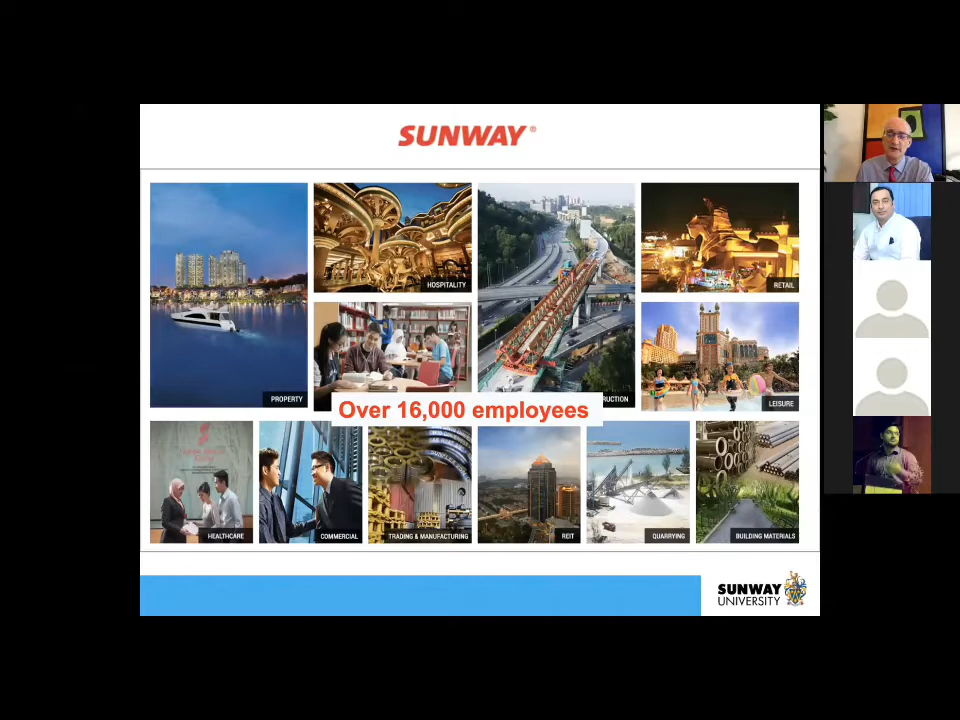 SUNWAY®
HOSPITALITY
RETAIL
PROPERTY
RUCTION
LEISURE
Over 16,000 employees
HEALTHCARE
COMMERCIAL
TRADING & MANUFACTURING
REIT
QUARRYING
BUILDING MATERIALS
SUNWAY
UNIVERSITY